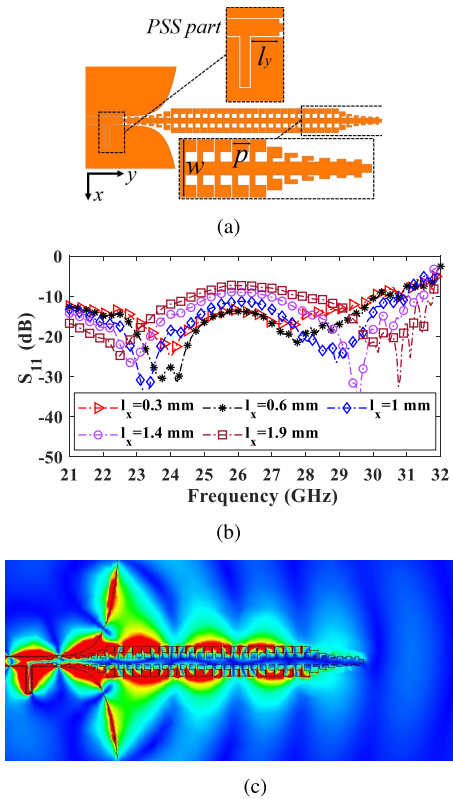 PSS part
l_y
w
p
y
x
(a)
S_11 (dB)
0
-10
-20
-30
-40
-50
l_x=0.3 mm l_x=0.6 mm l_x=1 mm
l_x=1.4 mm l_x=1.9 mm
21 22 23 24 25 26 27 28 29 30 31 32
Frequency (GHz)
(b)
(c)